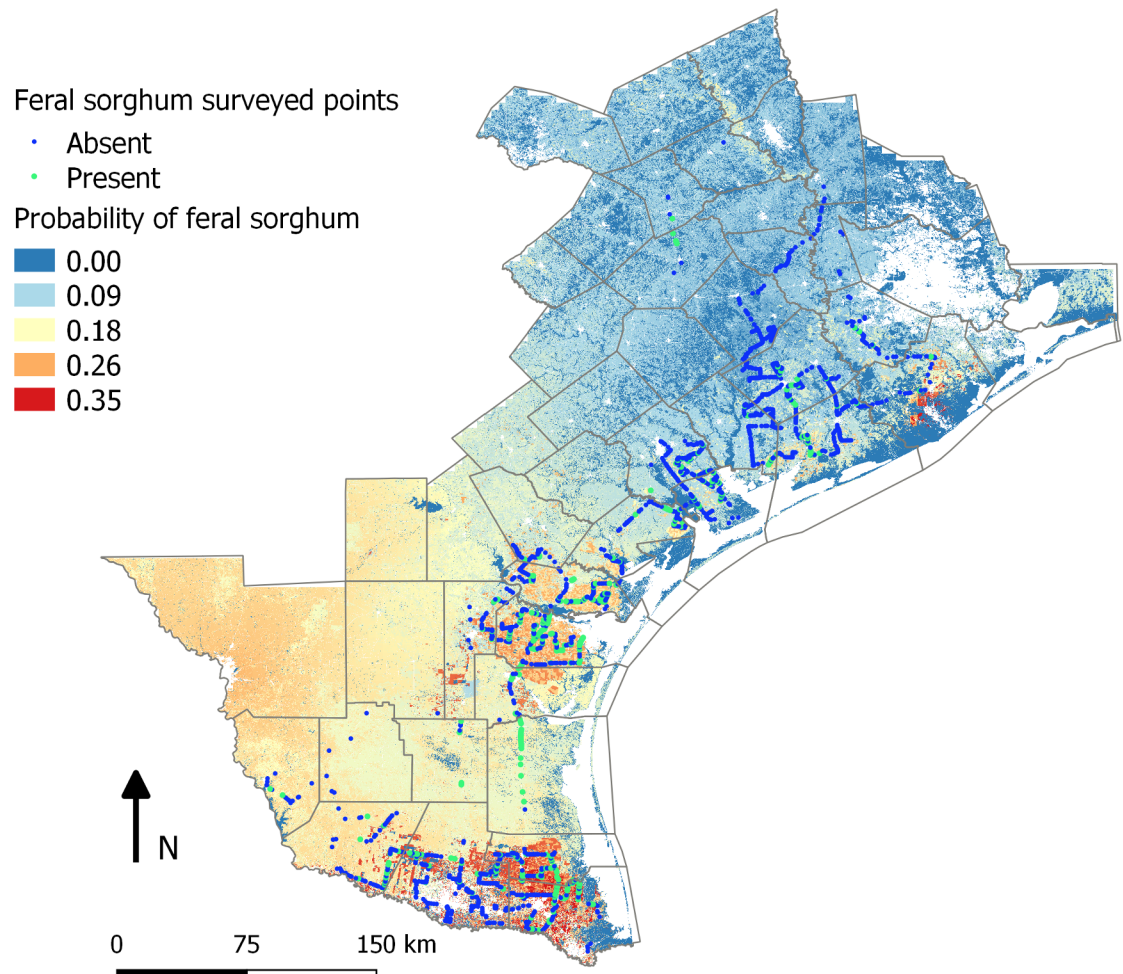 Feral sorghum surveyed points
Absent
Present
Probability of feral sorghum
0.00
0.09
0.18
0.26
0.35
N
0 75 150 km